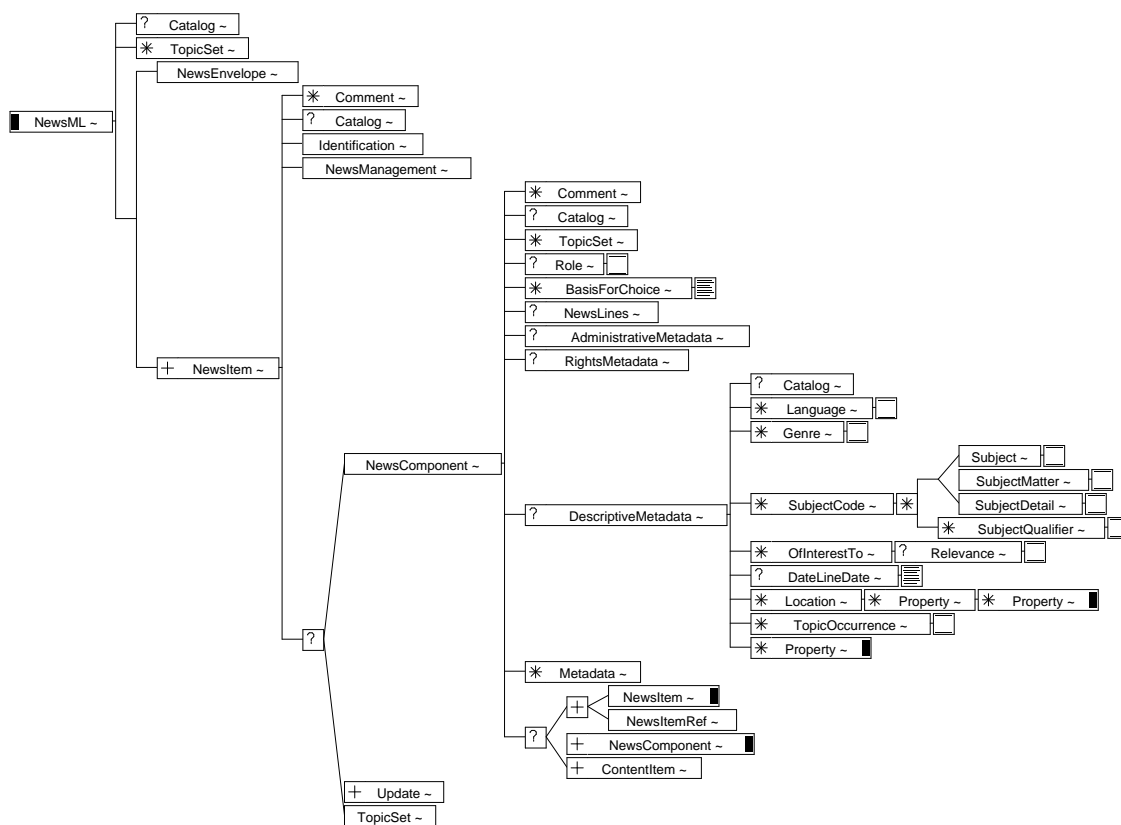 ? Catalog ~
* TopicSet ~
NewsEnvelope ~
* Comment ~
NewsML ~
? Catalog ~
Identification ~
NewsManagement ~
* Comment ~
? Catalog ~
* TopicSet ~
? Role ~
* BasisForChoice ~
? NewsLines ~
? AdministrativeMetadata ~
? RightsMetadata ~
+ NewsItem ~
? Catalog ~
* Language ~
* Genre ~
Subject ~
NewsComponent ~
SubjectMatter ~
* SubjectCode ~ *
SubjectDetail ~
? DescriptiveMetadata ~
* SubjectQualifier ~
* OfInterestTo ~ ? Relevance ~
? DateLineDate ~
* Location ~ * Property ~ * Property ~
* TopicOccurrence ~
?
* Property ~
* Metadata ~
NewsItem ~
+
NewsItemRef ~
?
+ NewsComponent ~
+ ContentItem ~
+ Update ~
TopicSet ~